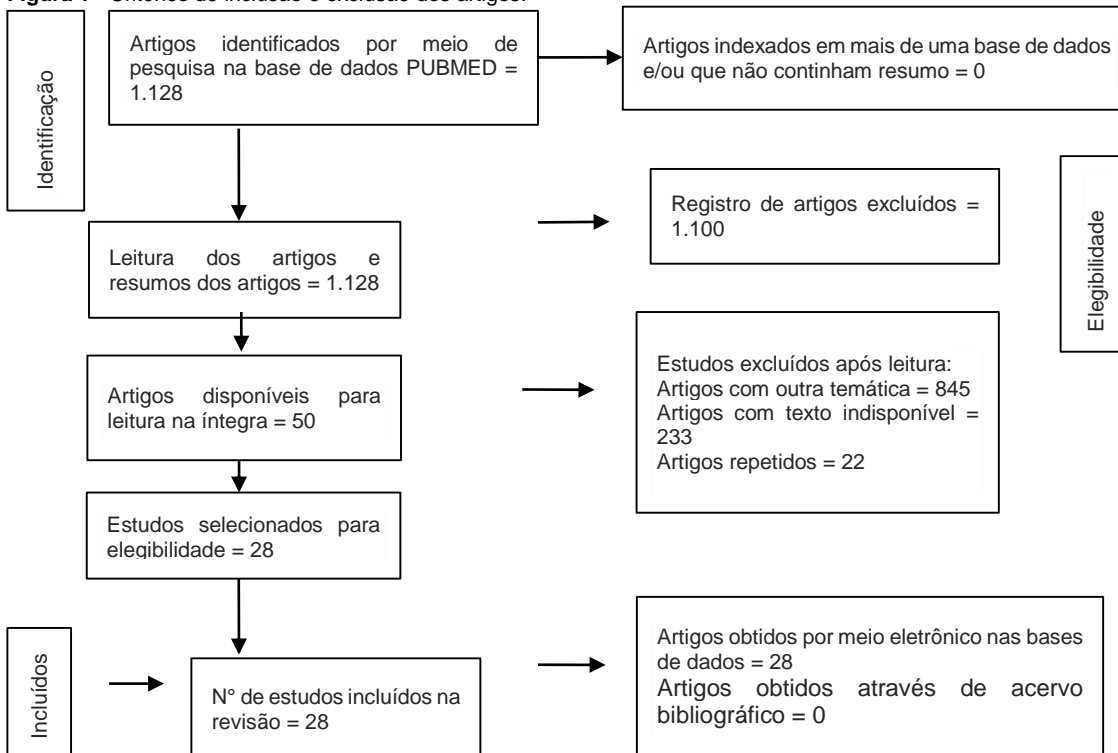 Figura 1 - Critérios de inclusão e exclusão dos artigos.
Identificação
Artigos identificados por meio de
pesquisa na base de dados PUBMED =
1.128
Artigos indexados em mais de uma base de dados
e/ou que não continham resumo = 0
Leitura dos artigos e
resumos dos artigos = 1.128
Registro de artigos excluídos =
1.100
Elegibilidade
Artigos disponíveis para
leitura na íntegra = 50
Estudos excluídos após leitura:
Artigos com outra temática = 845
Artigos com texto indisponível =
233
Artigos repetidos = 22
Estudos selecionados para
elegibilidade = 28
Incluídos
N° de estudos incluídos na
revisão = 28
Artigos obtidos por meio eletrônico nas bases
de dados = 28
Artigos obtidos através de acervo
bibliográfico = 0